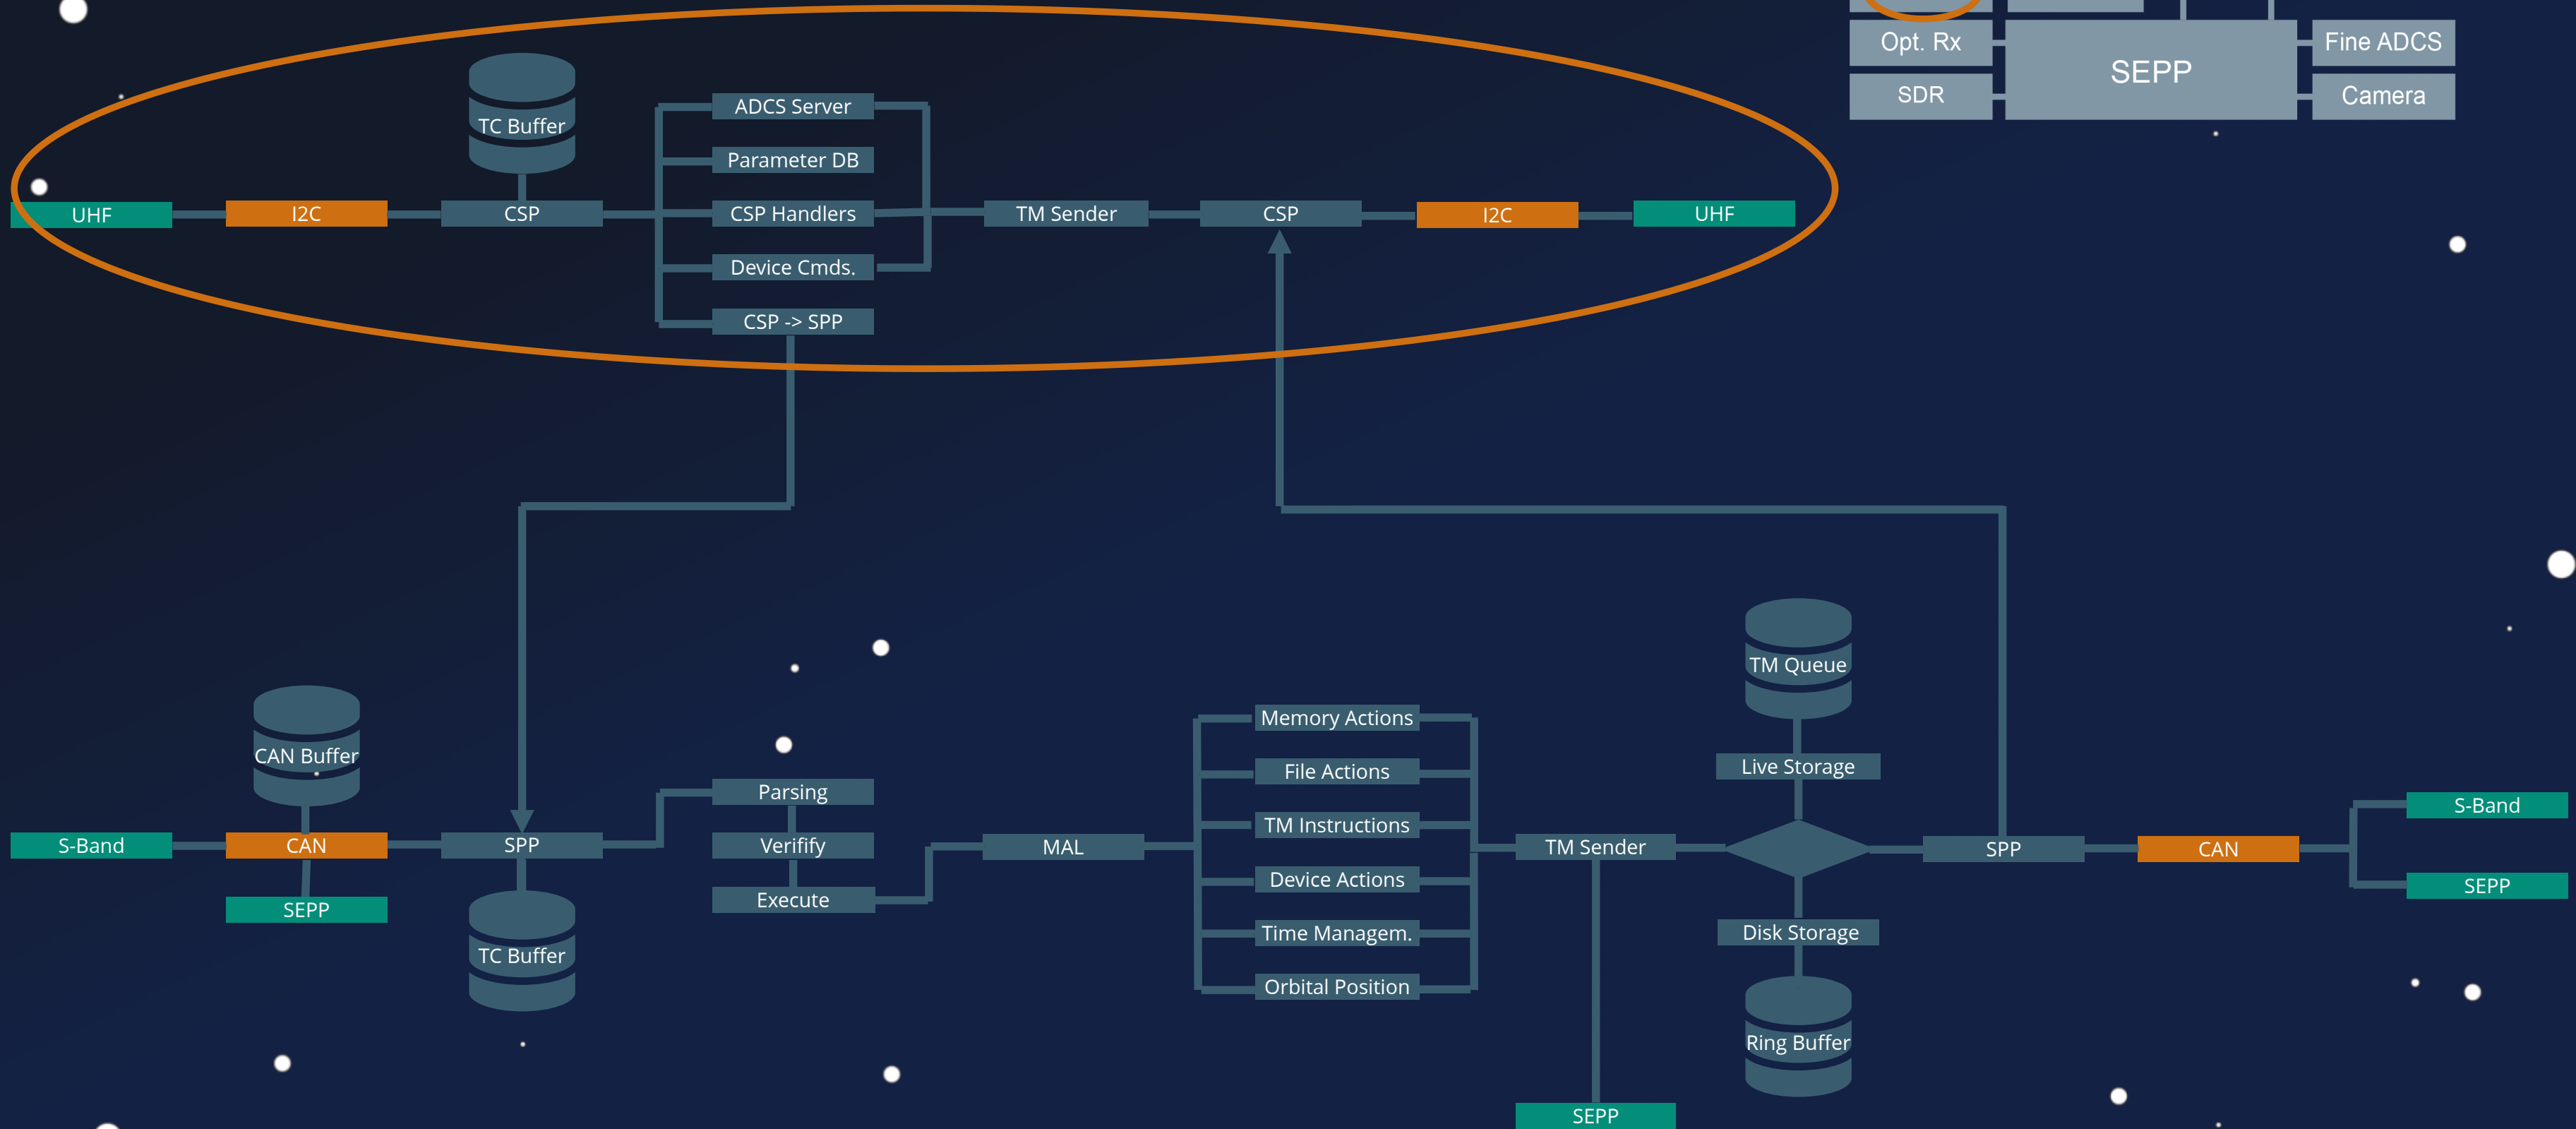 Opt. Rx
SEPP
Fine ADCS
SDR
Camera
TC Buffer
ADCS Server
Parameter DB
UHF
I2C
CSP
CSP Handlers
TM Sender
CSP
I2C
UHF
Device Cmds.
CSP -> SPP
TM Queue
Memory Actions
CAN Buffer
Live Storage
File Actions
Parsing
S-Band
TM Instructions
S-Band
CAN
SPP
Verifify
MAL
TM Sender
SPP
CAN
Device Actions
SEPP
Execute
SEPP
Time Managem.
Disk Storage
TC Buffer
Orbital Position
Ring Buffer
SEPP